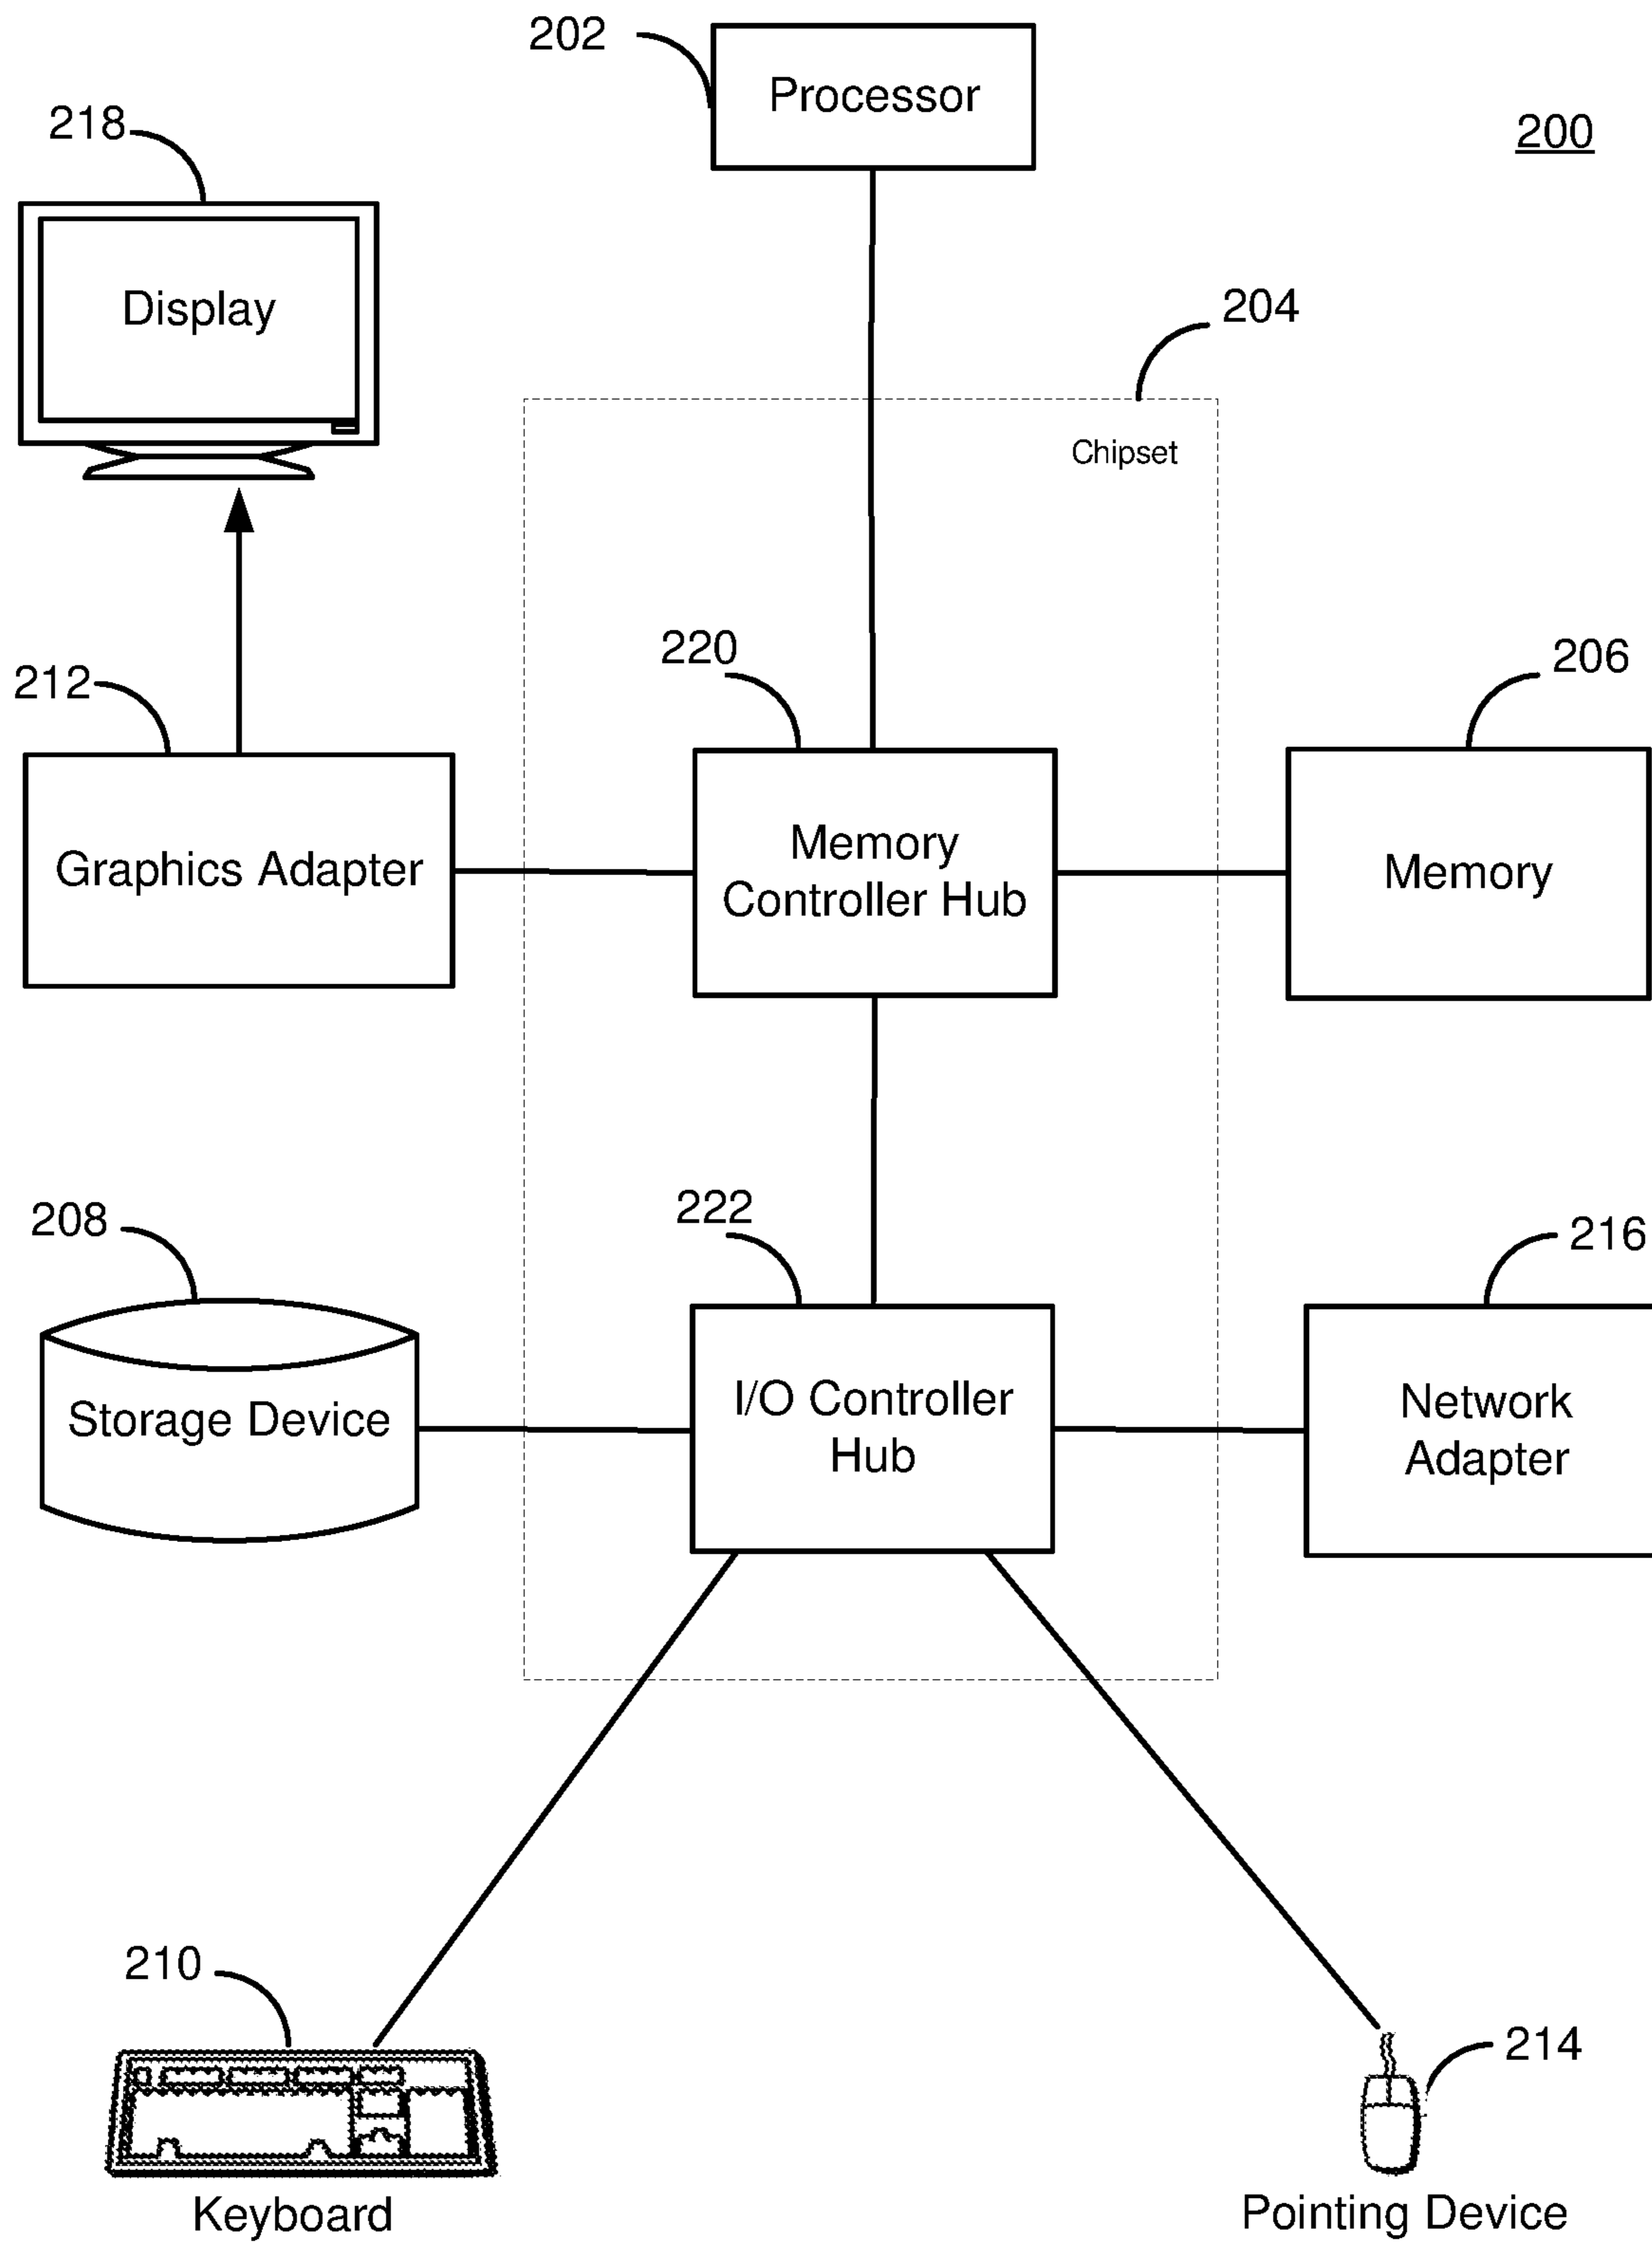 202
Processor
200
218
Display
204
Chipset
220
206
212
Memory
Controller Hub
Graphics Adapter
Memory
222
208
216
I/O Controller
Hub
Storage Device
Network
Adapter
210
214
Keyboard
Pointing Device